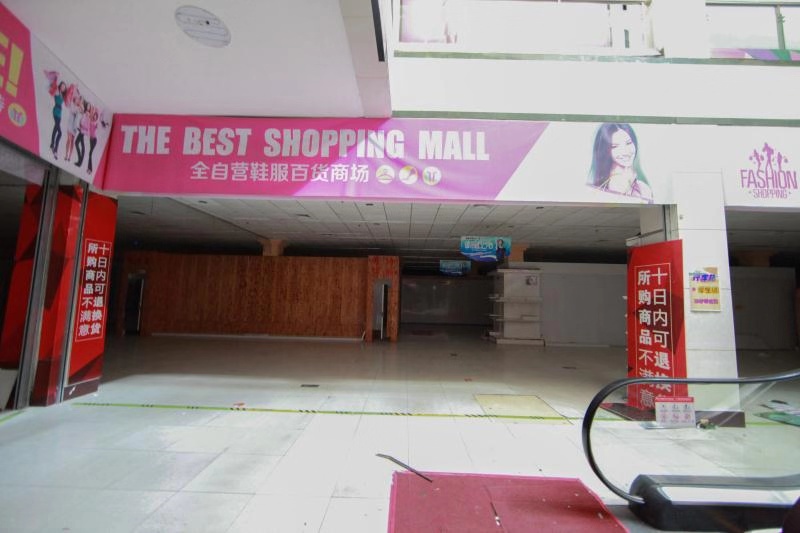 E!
THE BEST SHOPPING MALL
全自营鞋服百货商场
FASHION
SHOPPING
所购商品不满意
十日内可退换货
所购商品不满意
十日内可退换